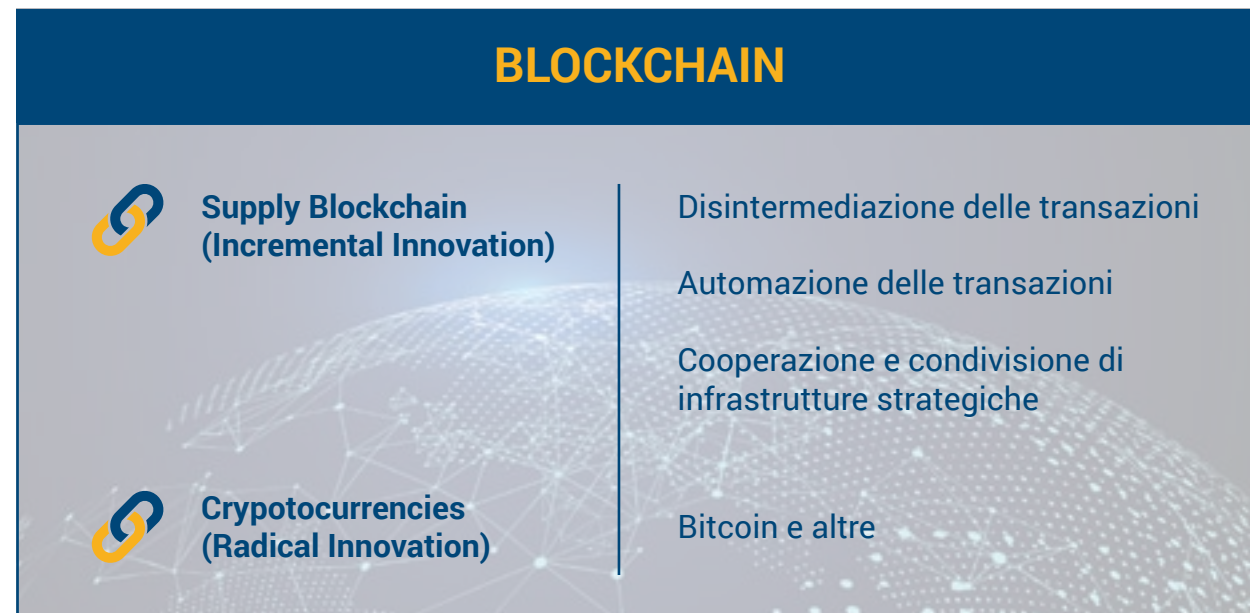 BLOCKCHAIN
Supply Blockchain
(Incremental Innovation)
Disintermediazione delle transazioni
Automazione delle transazioni
Cooperazione e condivisione di
infrastrutture strategiche
Crypotocurrencies
(Radical Innovation)
Bitcoin e altre